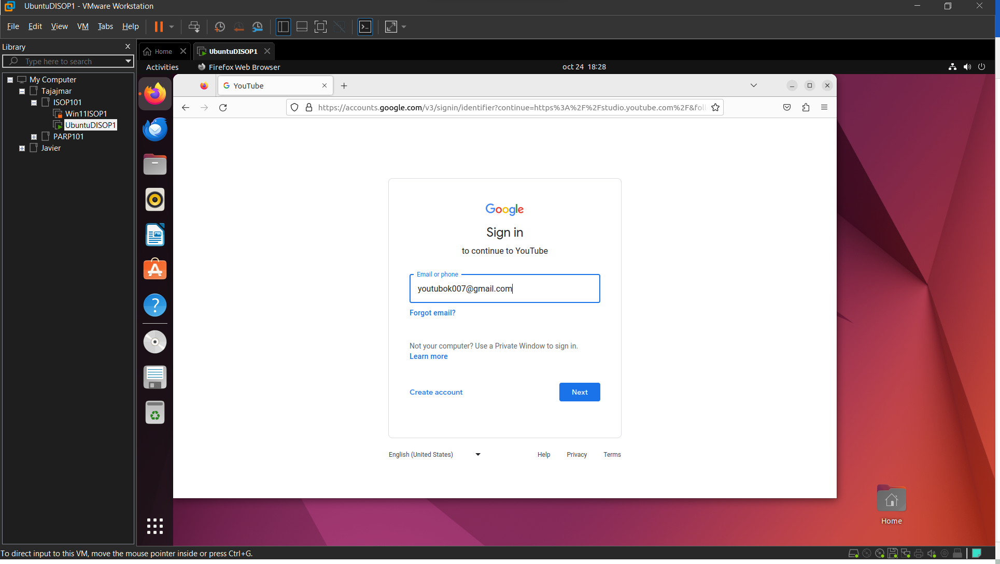 UbuntuDISOP1 - VMware Workstation
File Edit View VM Tabs Help
Library
Type here to search
My Computer
Tajajmar
ISOP101
Win11ISOP1
UbuntuDISOP1
PARP101
Javier
Home
UbuntuDISOP1
Activities
Firefox Web Browser
oct 24 18:28
YouTube
https://accounts.google.com/v3/signin/identifier?continue=https%3A%2F%2Fstudio.youtube.com%2F&foll
Google
Sign in
to continue to YouTube
Email or phone
youtubok007@gmail.com
Forgot email?
Not your computer? Use a Private Window to sign in.
Learn more
Create account
Next
English (United States)
Help
Privacy
Terms
Home
To direct input to this VM, move the mouse pointer inside or press Ctrl+G.